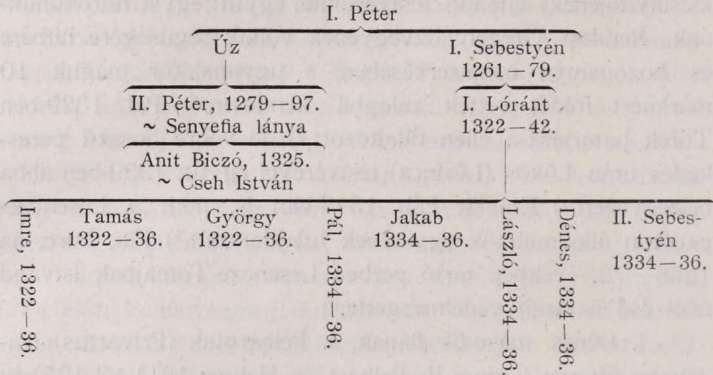 I. Péter
Úz
I. Sebestyén
1261—79.
II. Péter, 1279—97.
~ Senyefia lánya
I. Lóránt
1322—42.
Anit Biczó, 1325.
~ Cseh István
Imre, 1322—36.
Tamás
1322—36.
György
1322—36.
Pál, 1334—36.
Jakab
1334—36.
László, 1334—36.
Dénes, 1334—36
II. Sebes-
tyén
1334—36.